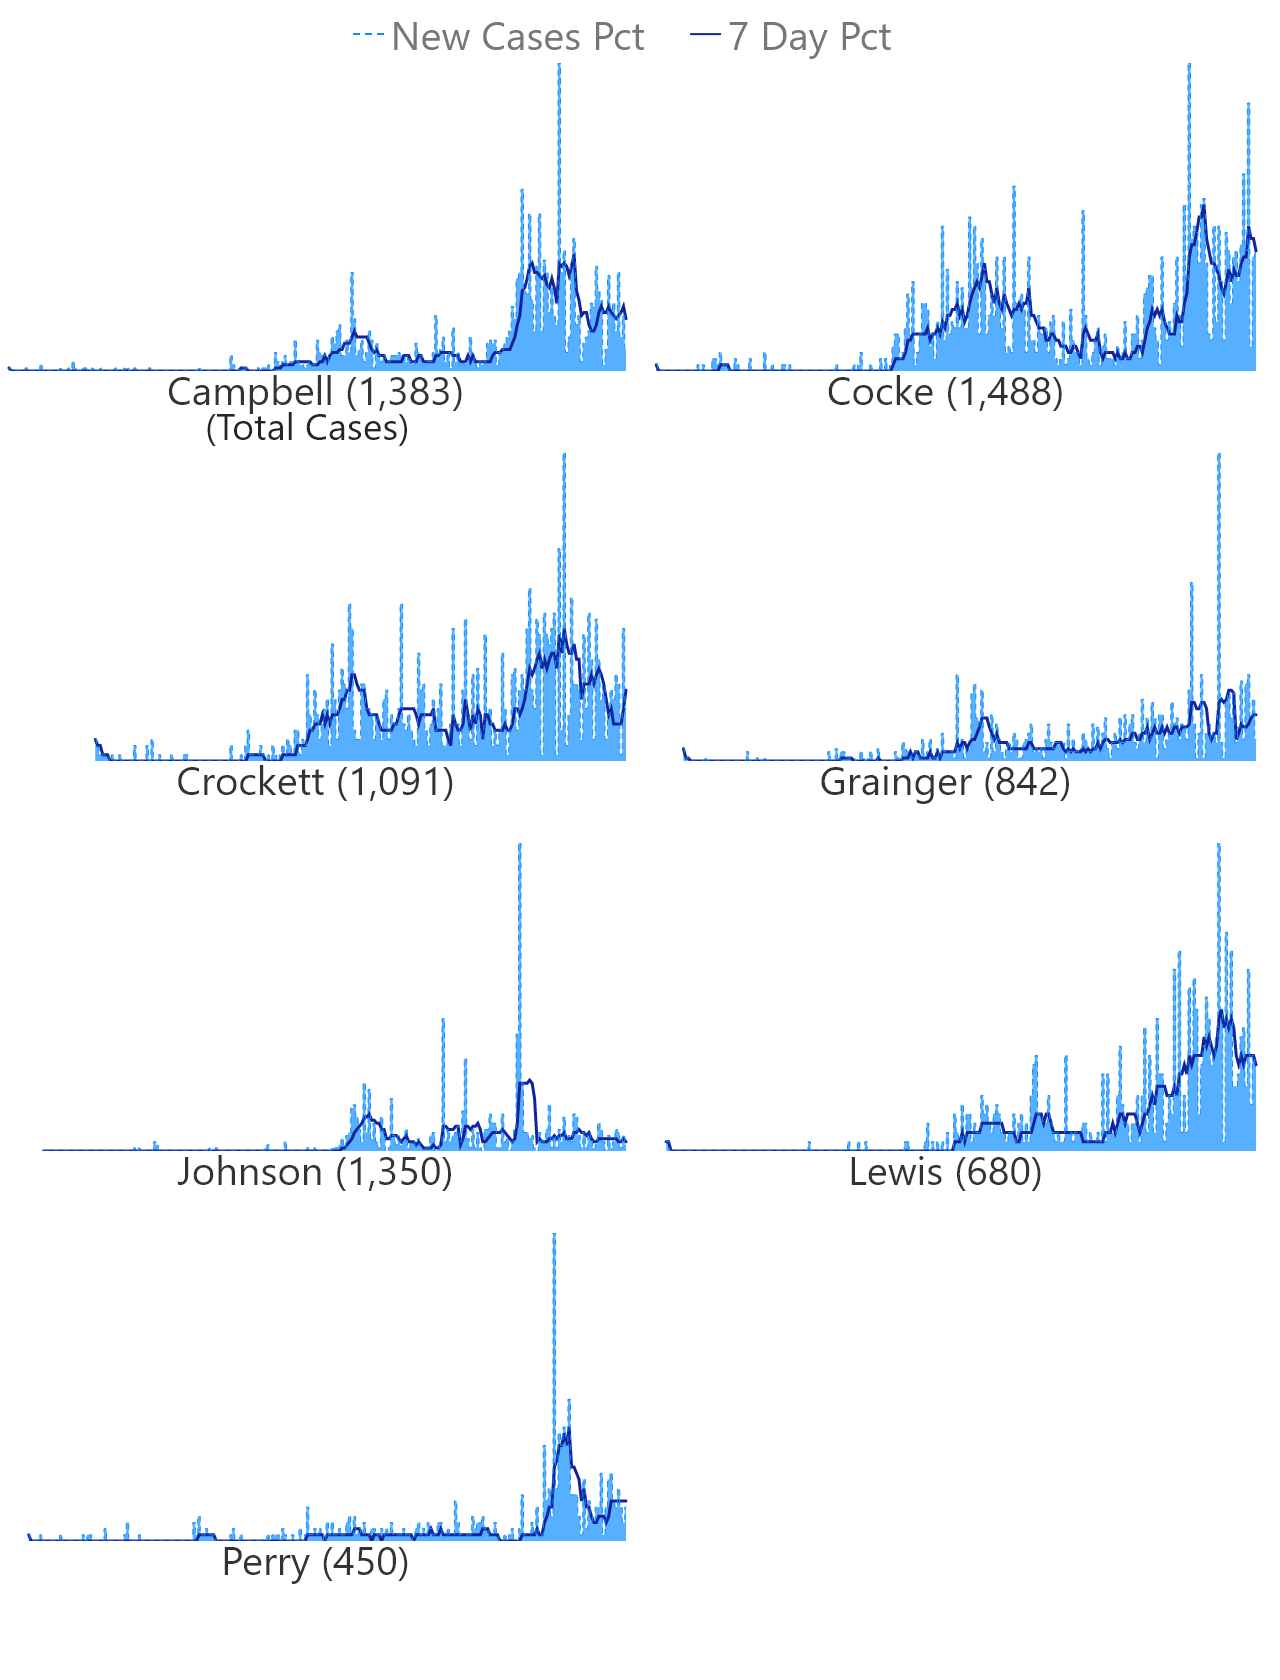 New Cases Pct 7 Day Pct
Campbell (1,383)
(Total Cases)
Cocke (1,488)
Crockett (1,091)
Grainger (842)
Johnson (1,350)
Lewis (680)
Perry (450)